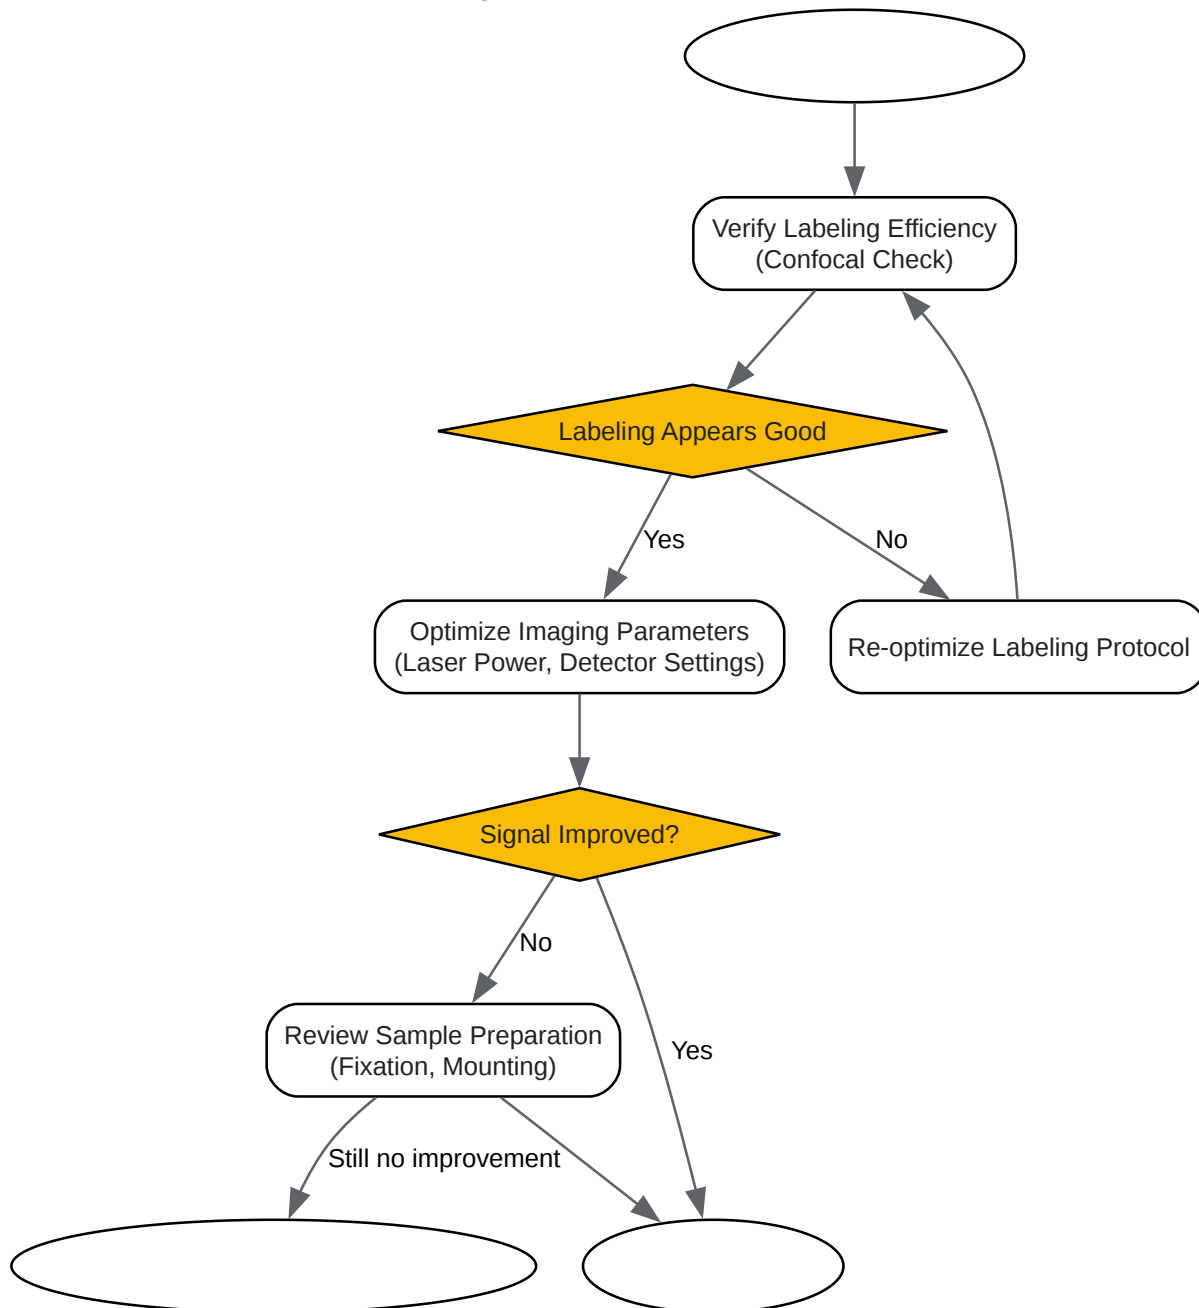 Verify Labeling Efficiency
(Confocal Check)
Labeling Appears Good
Yes
No
Optimize Imaging Parameters
(Laser Power, Detector Settings)
Re-optimize Labeling Protocol
Signal Improved?
No
Review Sample Preparation
(Fixation, Mounting)
Yes
Still no improvement